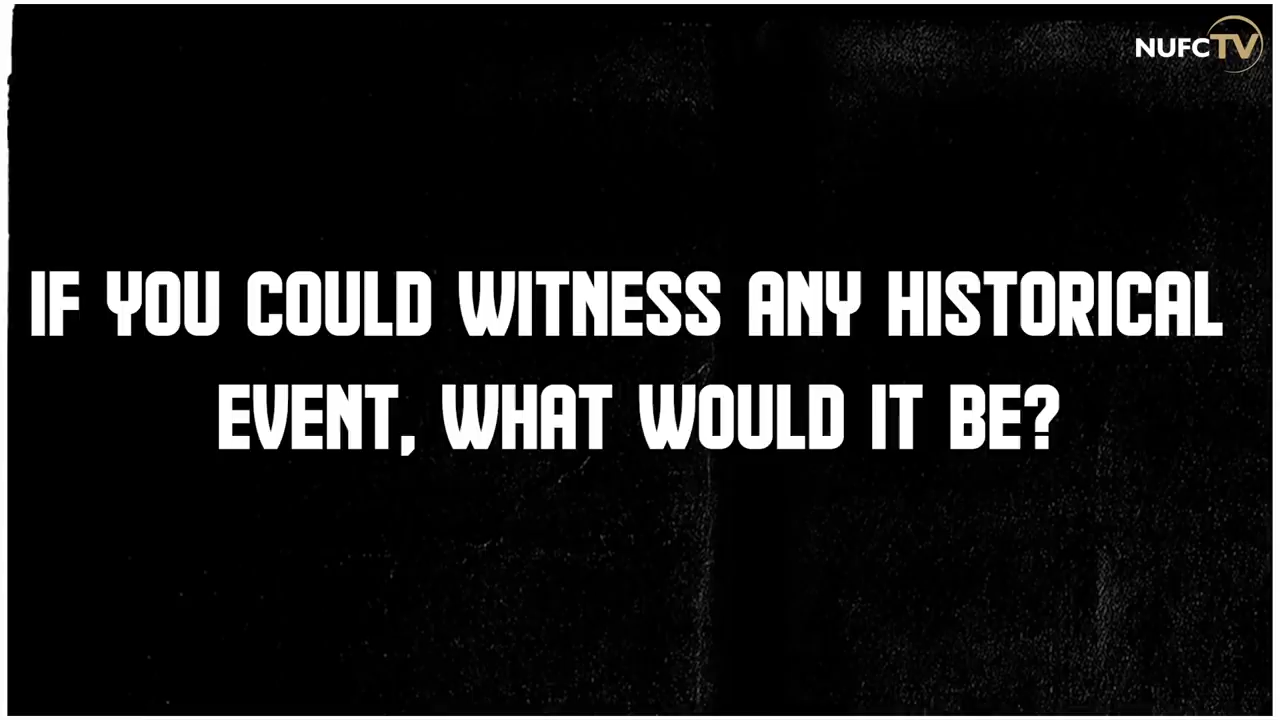 NUFCTV
IF YOU COULD WITNESS ANY HISTORICAL
EVENT, WHAT WOULD IT BE?